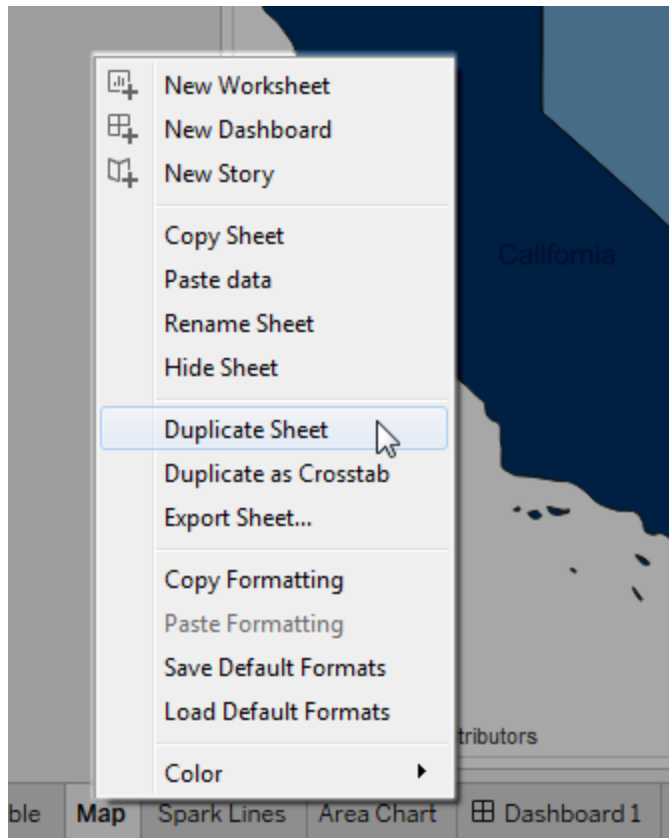 New Worksheet
New Dashboard
New Story
Copy Sheet
Paste data
Rename Sheet
Hide Sheet
Duplicate Sheet
Duplicate as Crosstab
Export Sheet...
Copy Formatting
Paste Formatting
Save Default Formats
Load Default Formats
Color
California
tributors
ble Map Spark Lines Area Chart Dashboard 1